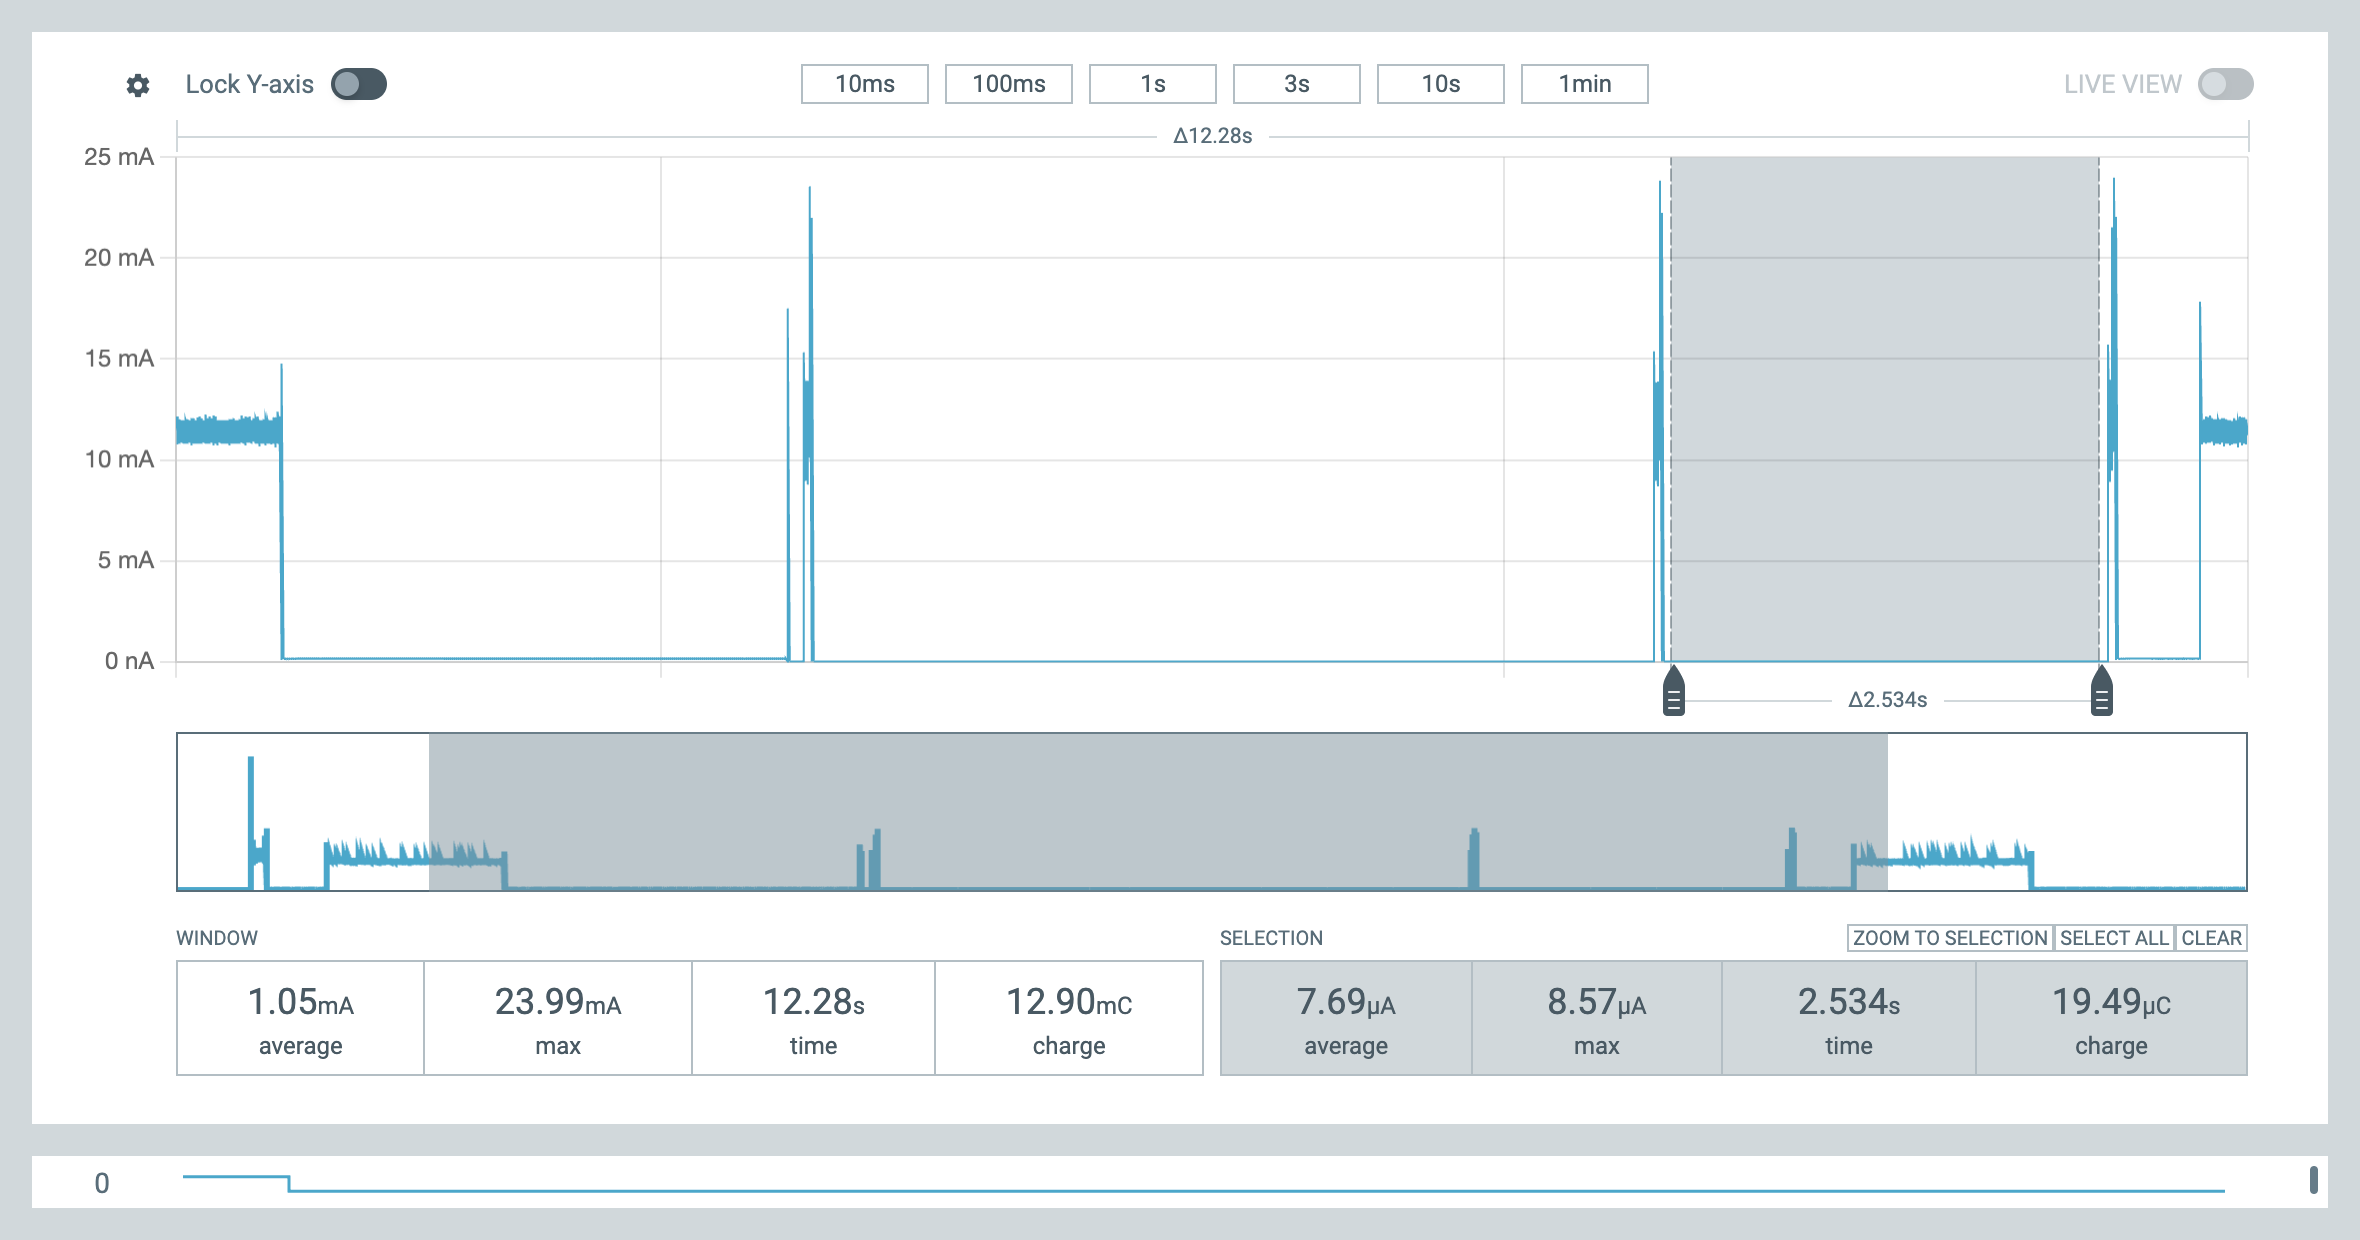 Lock Y-axis 10ms 100ms 1s 3s 10s 1min LIVE VIEW
Δ12.28s
25 mA
20 mA
15 mA
10 mA
5 mA
0 nA
Δ2.534s
WINDOW SELECTION ZOOM TO SELECTION SELECT ALL CLEAR
1.05mA 23.99mA 12.28s 12.90mC 7.69μA 8.57μA 2.534s 19.49μC
average max time charge average max time charge
0